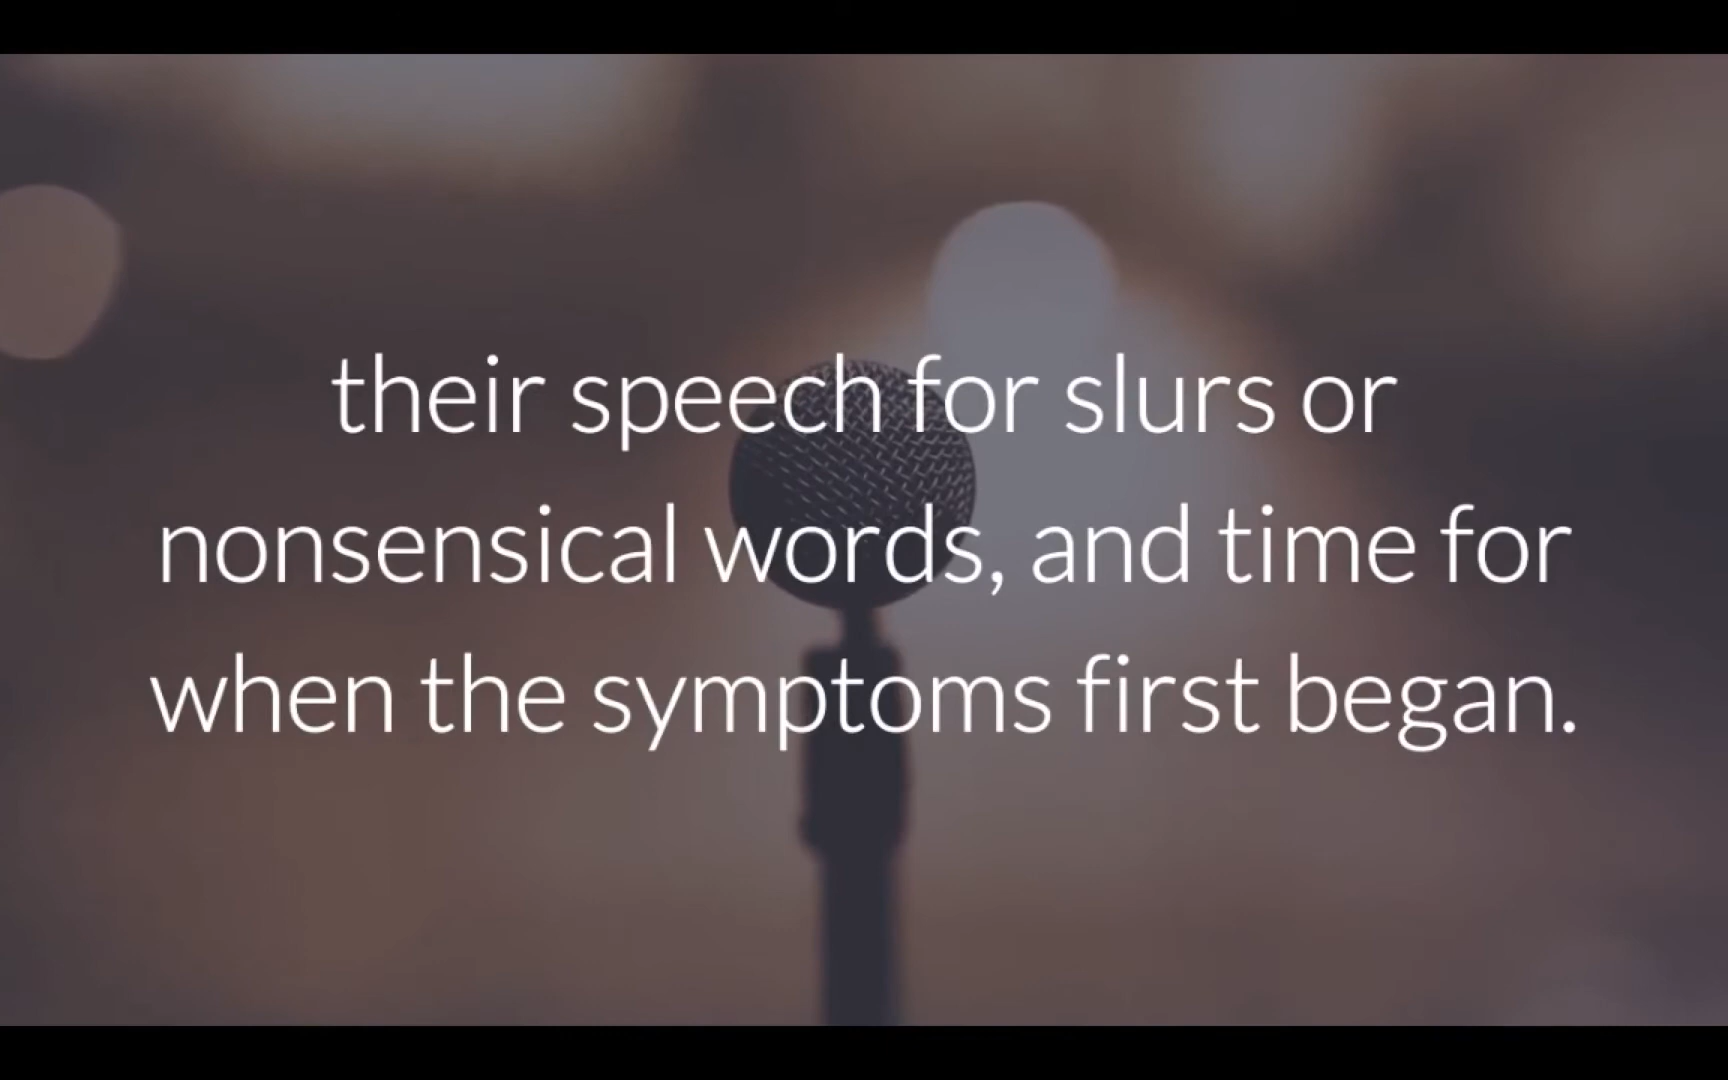 their speech for slurs or
nonsensical words, and time for
when the symptoms first began.